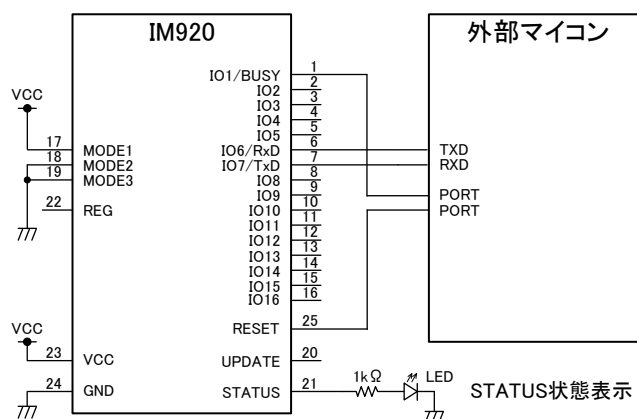 IM920
外部マイコン
VCC
17 MODE1
18 MODE2
19 MODE3
22 REG
VCC
23 VCC
24 GND
IO1/BUSY 1
IO2 2
IO3 3
IO4 4
IO5 5
IO6/RxD 6
IO7/TxD 7
IO8 8
IO9 9
IO10 10
IO11 11
IO12 12
IO13 13
IO14 14
IO15 15
IO16 16
RESET 25
UPDATE 20
STATUS 21
TXD
RXD
PORT
PORT
1kΩ
LED
STATUS状態表示